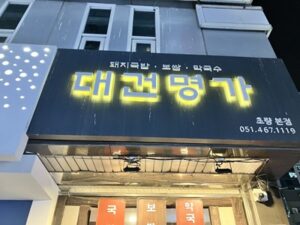 돼지국밥 · 보쌈 · 막국수
대건명가
초량 본점
051.467.1119
국
보
막국